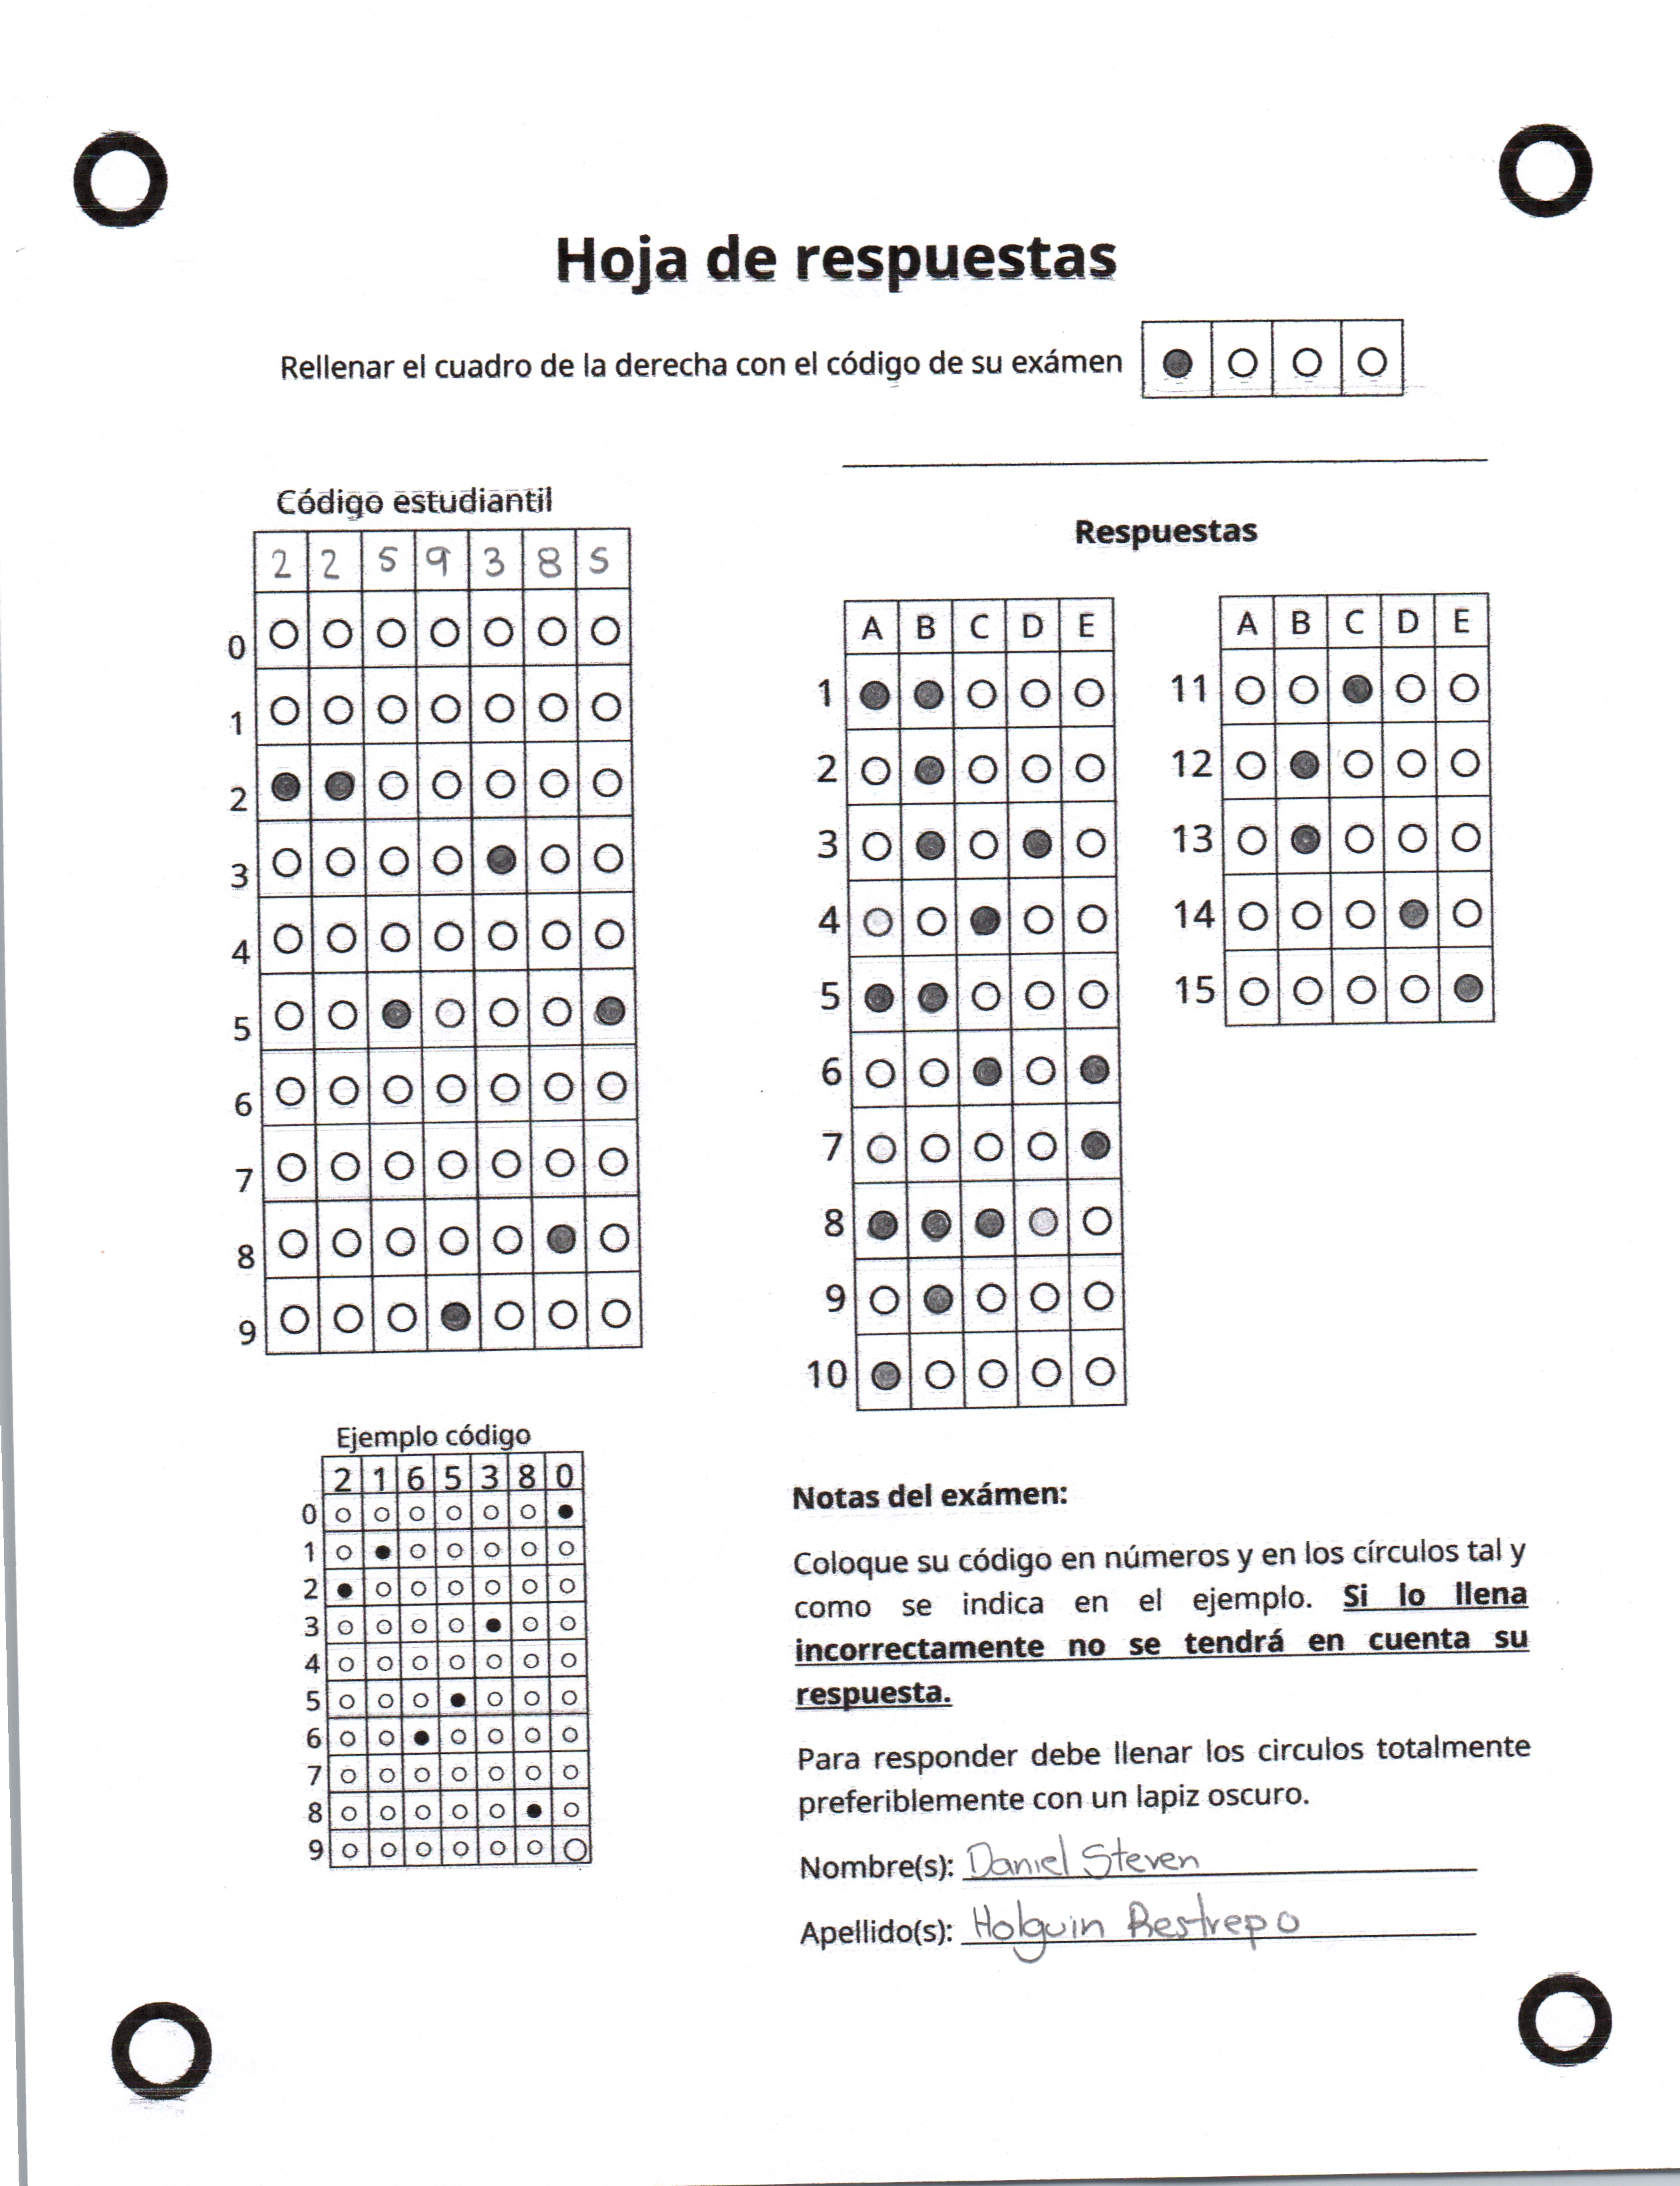 Hoja de respuestas
Rellenar el cuadro de la derecha con el código de su exámen
Código estudiantil
2 2 5 9 3 8 5
0
1
2
3
4
5
6
7
8
9
Respuestas
A B C D E
1
2
3
4
5
6
7
8
9
10
A B C D E
11
12
13
14
15
Ejemplo código
2 1 6 5 3 8 0
0
1
2
3
4
5
6
7
8
9
Notas del exámen:
Coloque su código en números y en los círculos tal y
como se indica en el ejemplo. Si lo llena
incorrectamente no se tendrá en cuenta su
respuesta.
Para responder debe llenar los circulos totalmente
preferiblemente con un lapiz oscuro.
Nombre(s): Daniel Steven
Apellido(s): Holguin Restrepo